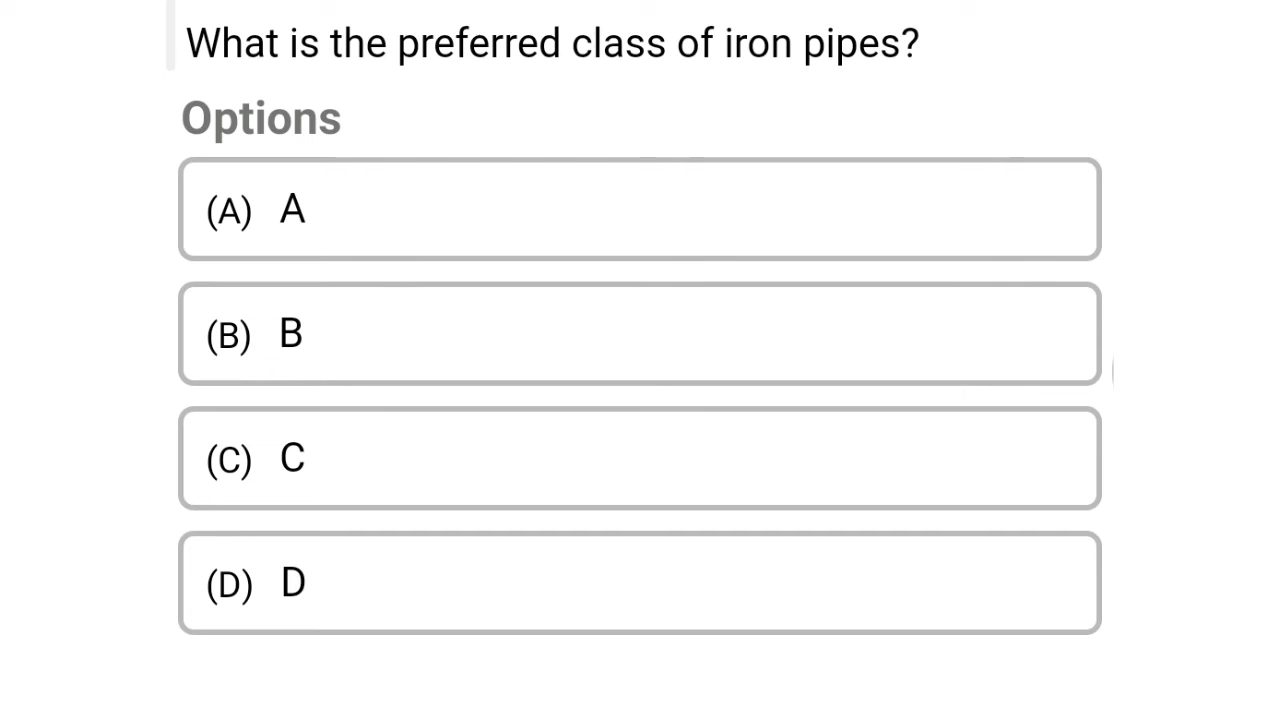 What is the preferred class of iron pipes?
Options
(A) A
(B) B
(C) C
(D) D